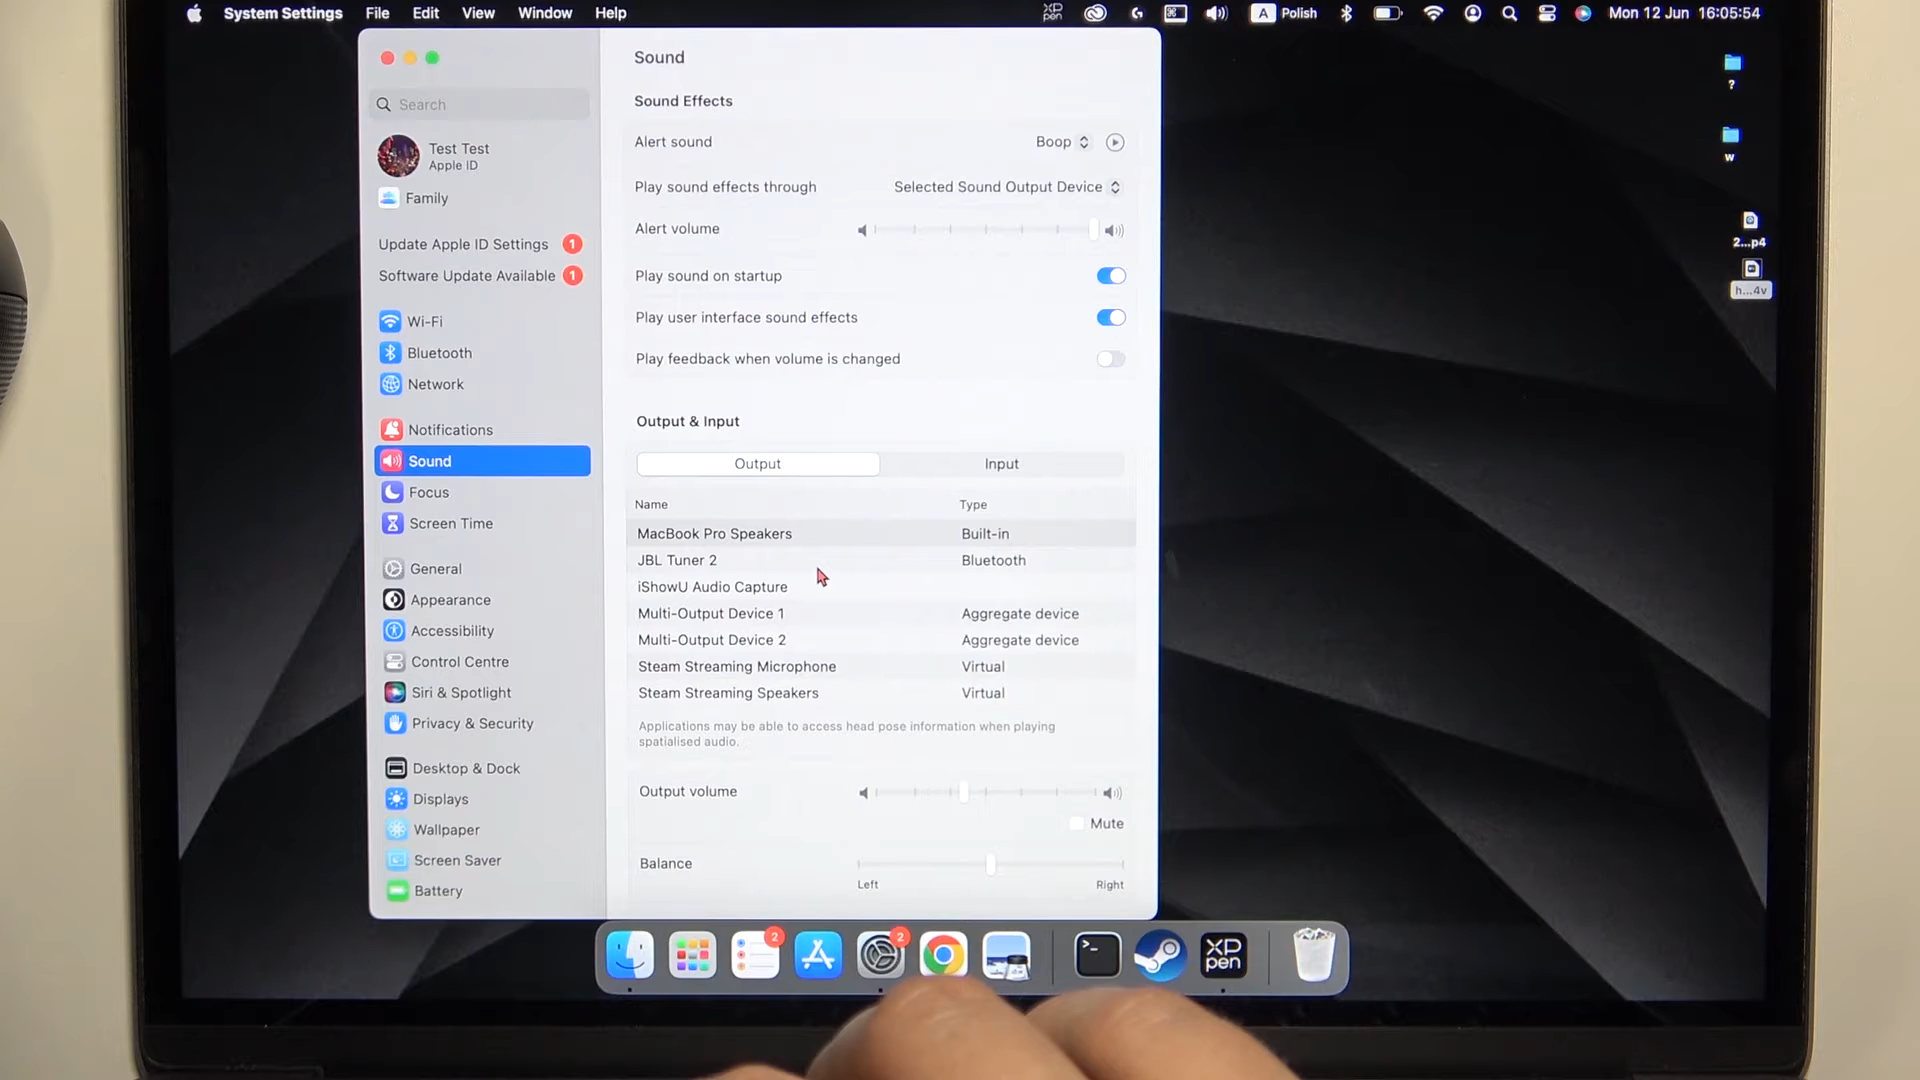 System Settings File Edit View Window Help XP pen A Polish Mon 12 Jun 16:05:54
Sound
Search
Test Test
Apple ID
Family
Update Apple ID Settings 1
Software Update Available 1
Wi-Fi
Bluetooth
Network
Notifications
Sound
Focus
Screen Time
General
Appearance
Accessibility
Control Centre
Siri & Spotlight
Privacy & Security
Desktop & Dock
Displays
Wallpaper
Screen Saver
Battery
Sound Effects
Alert sound Boop
Play sound effects through Selected Sound Output Device
Alert volume
Play sound on startup
Play user interface sound effects
Play feedback when volume is changed
Output & Input
Output Input
Name Type
MacBook Pro Speakers Built-in
JBL Tuner 2 Bluetooth
iShowU Audio Capture
Multi-Output Device 1 Aggregate device
Multi-Output Device 2 Aggregate device
Steam Streaming Microphone Virtual
Steam Streaming Speakers Virtual
Applications may be able to access head pose information when playing
spatialised audio.
Output volume
Mute
Balance
Left Right
?
w
2...p4
h...4v
2 2
XP
pen